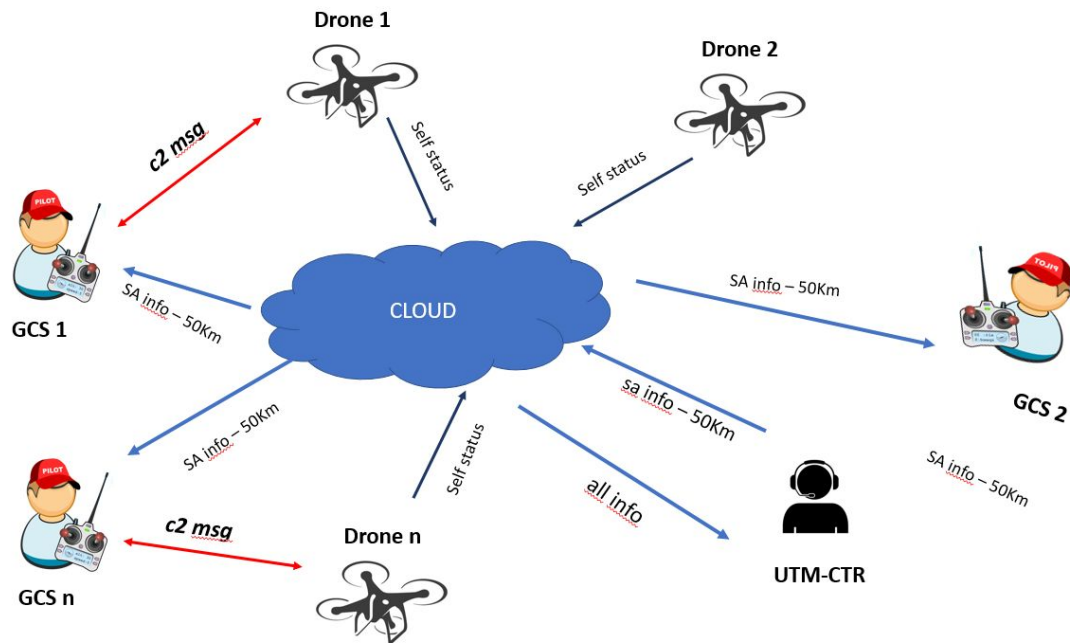 Drone 1
Drone 2
c2 msg
Self status
Self status
PILOT
PILOT
CLOUD
SA info – 50Km
SA info – 50Km
GCS 1
GCS 2
sa info – 50Km
SA info – 50Km
SA info – 50Km
Self status
all info
PILOT
c2 msg
Drone n
UTM-CTR
GCS n